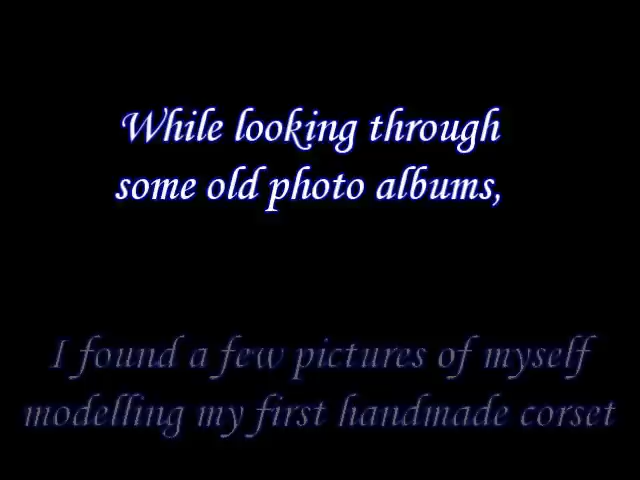 While looking through
some old photo albums,
I found a few pictures of myself
modelling my first handmade corset